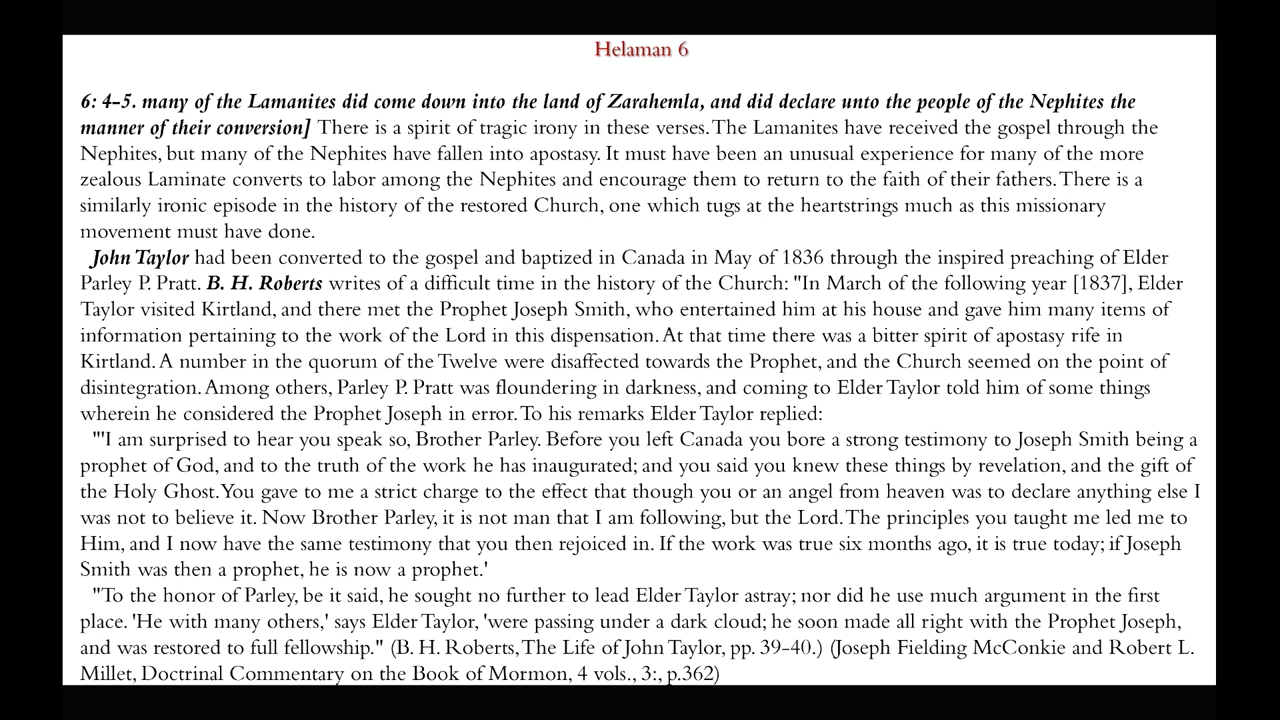 Helaman 6
6: 4-5. many of the Lamanites did come down into the land of Zarahemla, and did declare unto the people of the Nephites the
manner of their conversion] There is a spirit of tragic irony in these verses. The Lamanites have received the gospel through the
Nephites, but many of the Nephites have fallen into apostasy. It must have been an unusual experience for many of the more
zealous Laminate converts to labor among the Nephites and encourage them to return to the faith of their fathers. There is a
similarly ironic episode in the history of the restored Church, one which tugs at the heartstrings much as this missionary
movement must have done.
John Taylor had been converted to the gospel and baptized in Canada in May of 1836 through the inspired preaching of Elder
Parley P. Pratt. B. H. Roberts writes of a difficult time in the history of the Church: "In March of the following year [1837], Elder
Taylor visited Kirtland, and there met the Prophet Joseph Smith, who entertained him at his house and gave him many items of
information pertaining to the work of the Lord in this dispensation. At that time there was a bitter spirit of apostasy rife in
Kirtland. A number in the quorum of the Twelve were disaffected towards the Prophet, and the Church seemed on the point of
disintegration. Among others, Parley P. Pratt was floundering in darkness, and coming to Elder Taylor told him of some things
wherein he considered the Prophet Joseph in error. To his remarks Elder Taylor replied:
"'I am surprised to hear you speak so, Brother Parley. Before you left Canada you bore a strong testimony to Joseph Smith being a
prophet of God, and to the truth of the work he has inaugurated; and you said you knew these things by revelation, and the gift of
the Holy Ghost. You gave to me a strict charge to the effect that though you or an angel from heaven was to declare anything else I
was not to believe it. Now Brother Parley, it is not man that I am following, but the Lord. The principles you taught me led me to
Him, and I now have the same testimony that you then rejoiced in. If the work was true six months ago, it is true today; if Joseph
Smith was then a prophet, he is now a prophet.'
"To the honor of Parley, be it said, he sought no further to lead Elder Taylor astray; nor did he use much argument in the first
place. 'He with many others,' says Elder Taylor, 'were passing under a dark cloud; he soon made all right with the Prophet Joseph,
and was restored to full fellowship." (B. H. Roberts, The Life of John Taylor, pp. 39-40.) (Joseph Fielding McConkie and Robert L.
Millet, Doctrinal Commentary on the Book of Mormon, 4 vols., 3:, p.362)